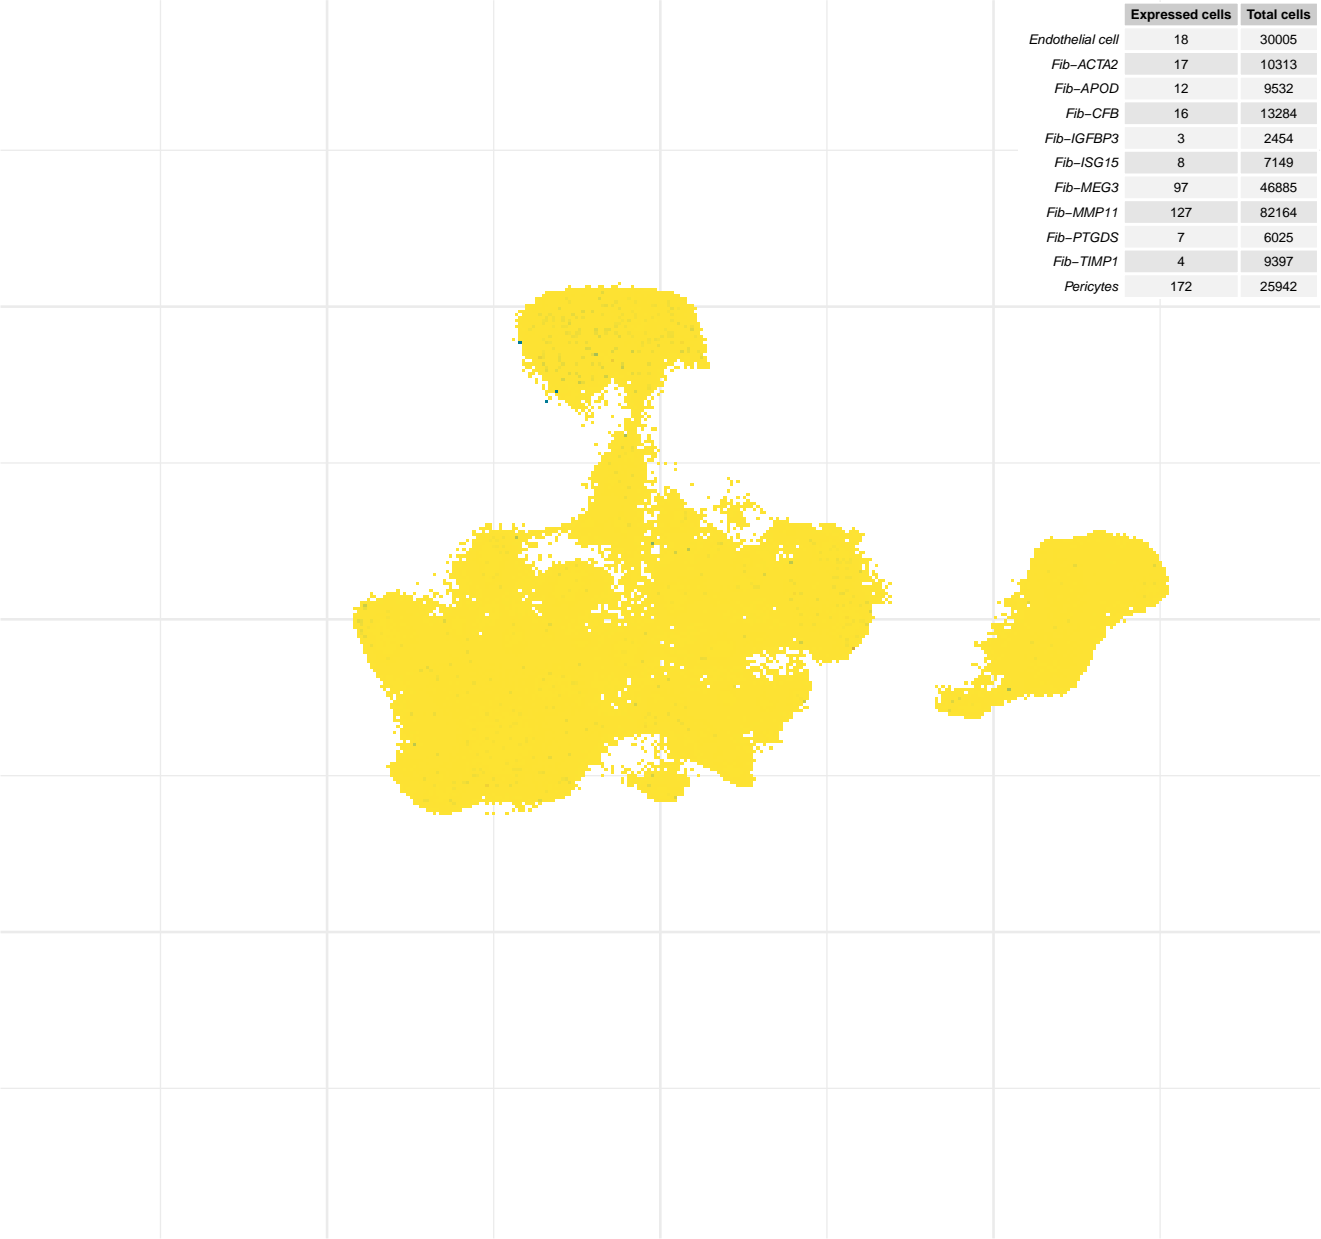 Expressed cells Total cells
Endothelial cell 18 30005
Fib−ACTA2 17 10313
Fib−APOD 12 9532
Fib−CFB 16 13284
Fib−IGFBP3 3 2454
Fib−ISG15 8 7149
Fib−MEG3 97 46885
Fib−MMP11 127 82164
Fib−PTGDS 7 6025
Fib−TIMP1 4 9397
Pericytes 172 25942